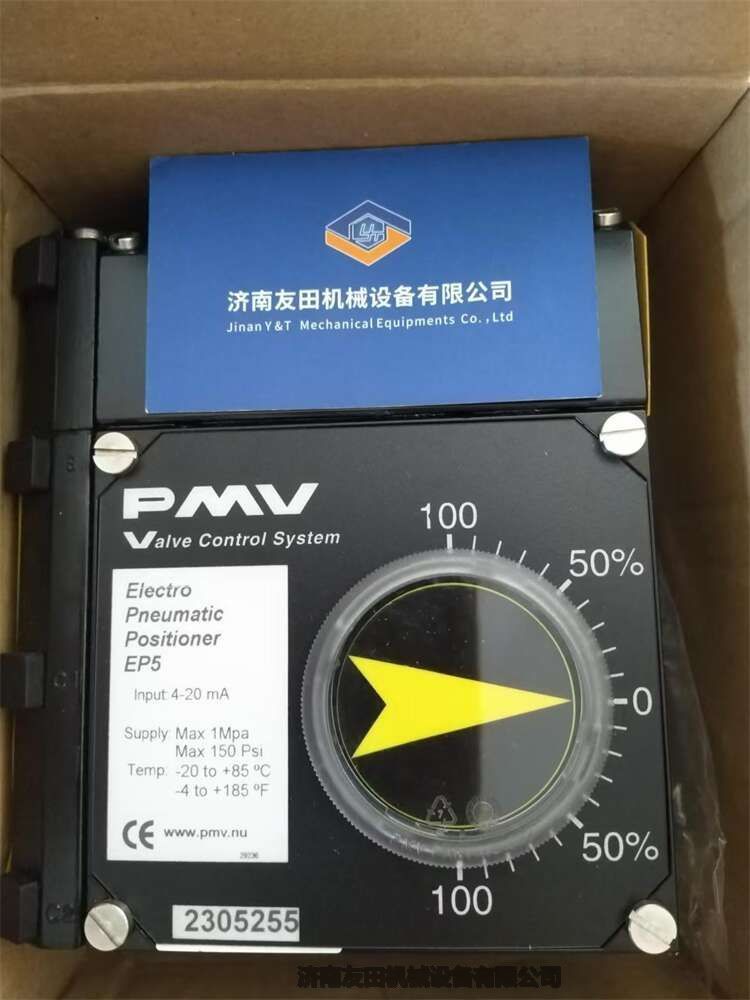 济南友田机械设备有限公司
Jinan Y&T Mechanical Equipments Co.,Ltd
PMV
Valve Control System
Electro
Pneumatic
Positioner
EP5
Input: 4-20 mA
Supply: Max 1Mpa
Max 150 Psi
Temp: -20 to +85 ºC
-4 to +185 ºF
CE www.pmv.nu
2305255
100
50%
0
50%
100
济南友田机械设备有限公司